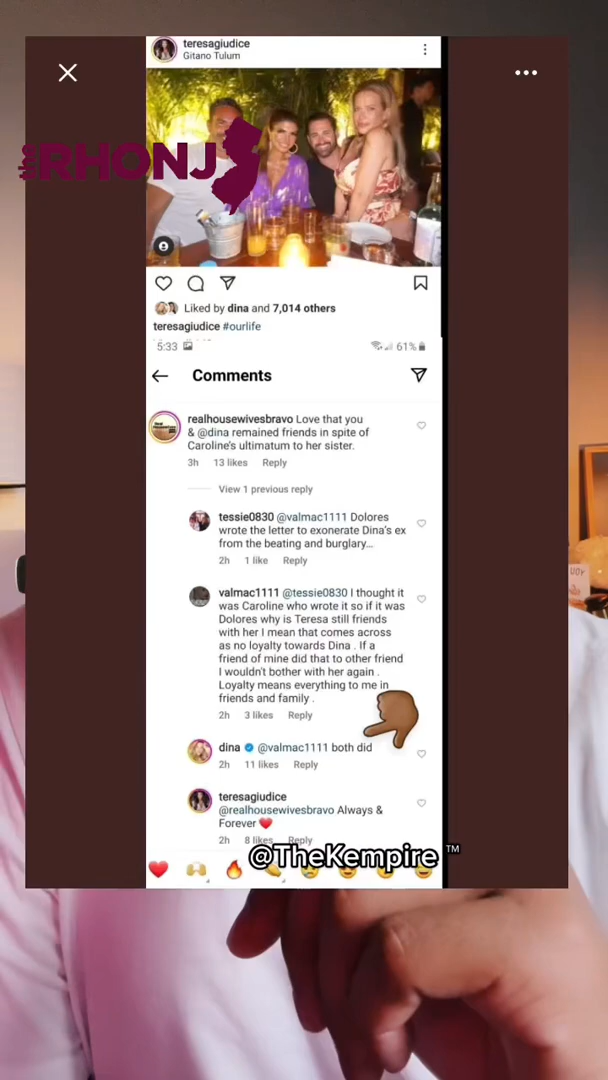 teresagiudice
Gitano Tulum
the RHONJ
Liked by dina and 7,014 others
teresagiudice #ourlife
5:33
61%
Comments
realhousewivesbravo Love that you
& @dina remained friends in spite of
Caroline's ultimatum to her sister.
3h 13 likes Reply
View 1 previous reply
tessie0830 @valmac1111 Dolores
wrote the letter to exonerate Dina's ex
from the beating and burglary...
2h 1 like Reply
valmac1111 @tessie0830 I thought it
was Caroline who wrote it so if it was
Dolores why is Teresa still friends
with her I mean that comes across
as no loyalty towards Dina . If a
friend of mine did that to other friend
I wouldn't bother with her again .
Loyalty means everything to me in
friends and family .
2h 3 likes Reply
dina @valmac1111 both did
2h 11 likes Reply
teresagiudice
@realhousewivesbravo Always &
Forever ❤️
2h 8 likes Reply
@TheKempire ™